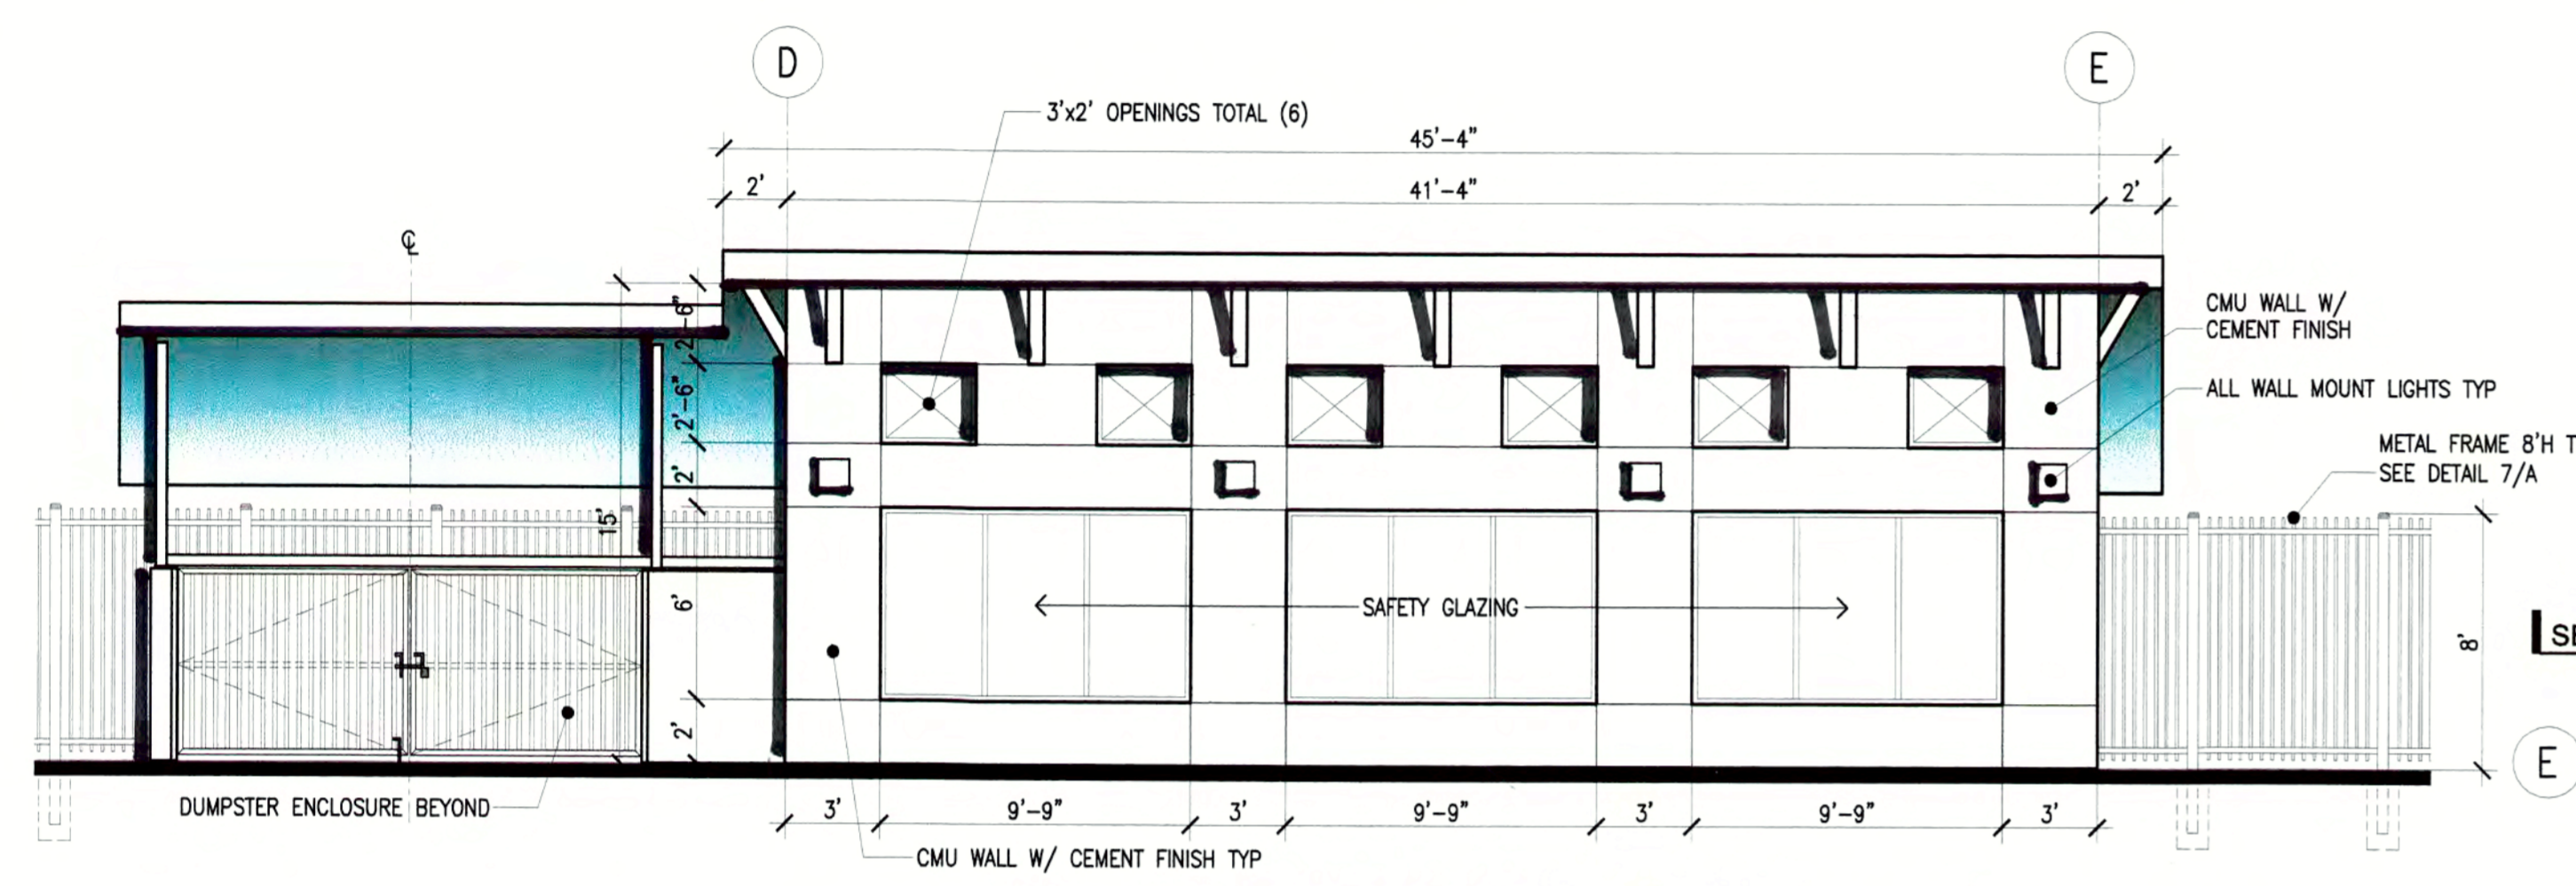 D
E
3'x2' OPENINGS TOTAL (6)
45'-4"
2'
41'-4"
2'
℄
CMU WALL W/
CEMENT FINISH
ALL WALL MOUNT LIGHTS TYP
METAL FRAME 8'H T
SEE DETAIL 7/A
2'-6"
2'-6"
2'
15'
6'
2'
SAFETY GLAZING
8'
SE
E
DUMPSTER ENCLOSURE BEYOND
3'
9'-9"
3'
9'-9"
3'
9'-9"
3'
CMU WALL W/ CEMENT FINISH TYP